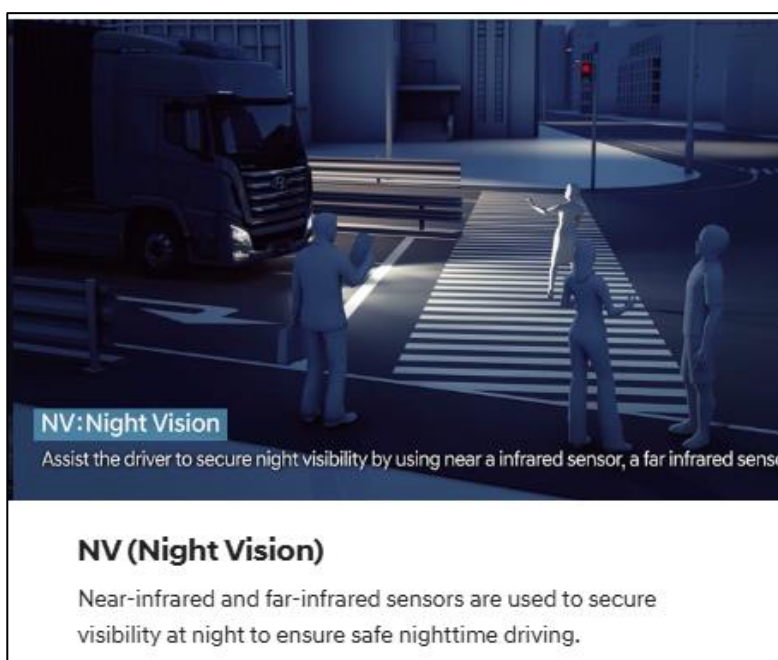 NV:Night Vision
Assist the driver to secure night visibility by using near a infrared sensor, a far infrared senso
NV (Night Vision)
Near-infrared and far-infrared sensors are used to secure
visibility at night to ensure safe nighttime driving.